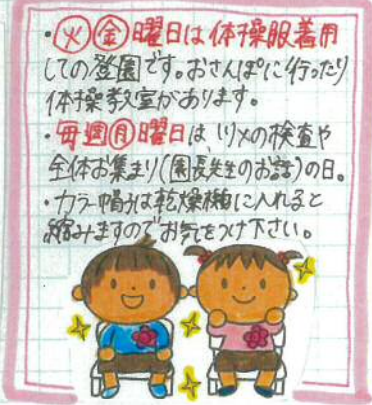 ・火金曜日は体操服着用
しての登園です。おさんぽに行ったり
体操教室があります。
・毎週月曜日は、ツメの検査や
全体お集まり(園長先生のお話)の日。
・カラー帽子は乾燥機に入れると
縮みますのでお気をつけ下さい。